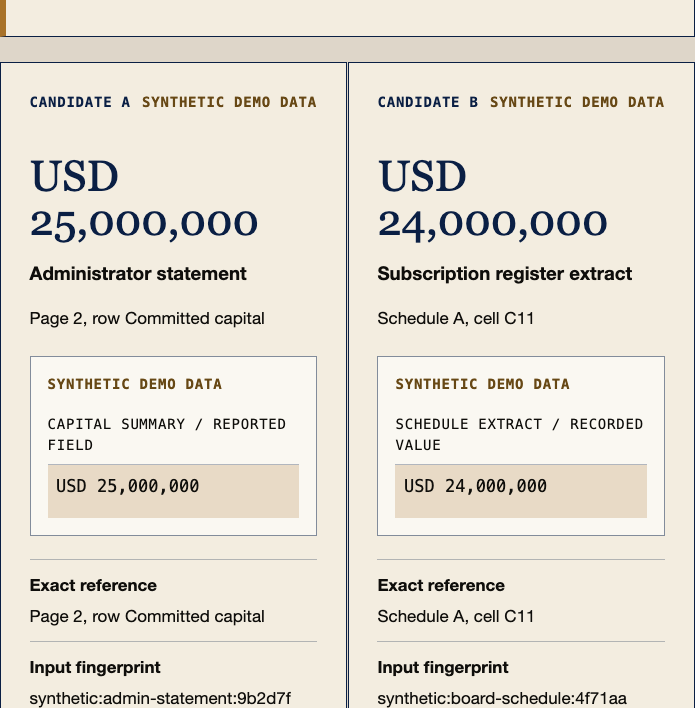 CANDIDATE A SYNTHETIC DEMO DATA
USD
25,000,000
Administrator statement
Page 2, row Committed capital
SYNTHETIC DEMO DATA
CAPITAL SUMMARY / REPORTED
FIELD
USD 25,000,000
Exact reference
Page 2, row Committed capital
Input fingerprint
synthetic:admin-statement:9b2d7f
CANDIDATE B SYNTHETIC DEMO DATA
USD
24,000,000
Subscription register extract
Schedule A, cell C11
SYNTHETIC DEMO DATA
SCHEDULE EXTRACT / RECORDED
VALUE
USD 24,000,000
Exact reference
Schedule A, cell C11
Input fingerprint
synthetic:board-schedule:4f71aa